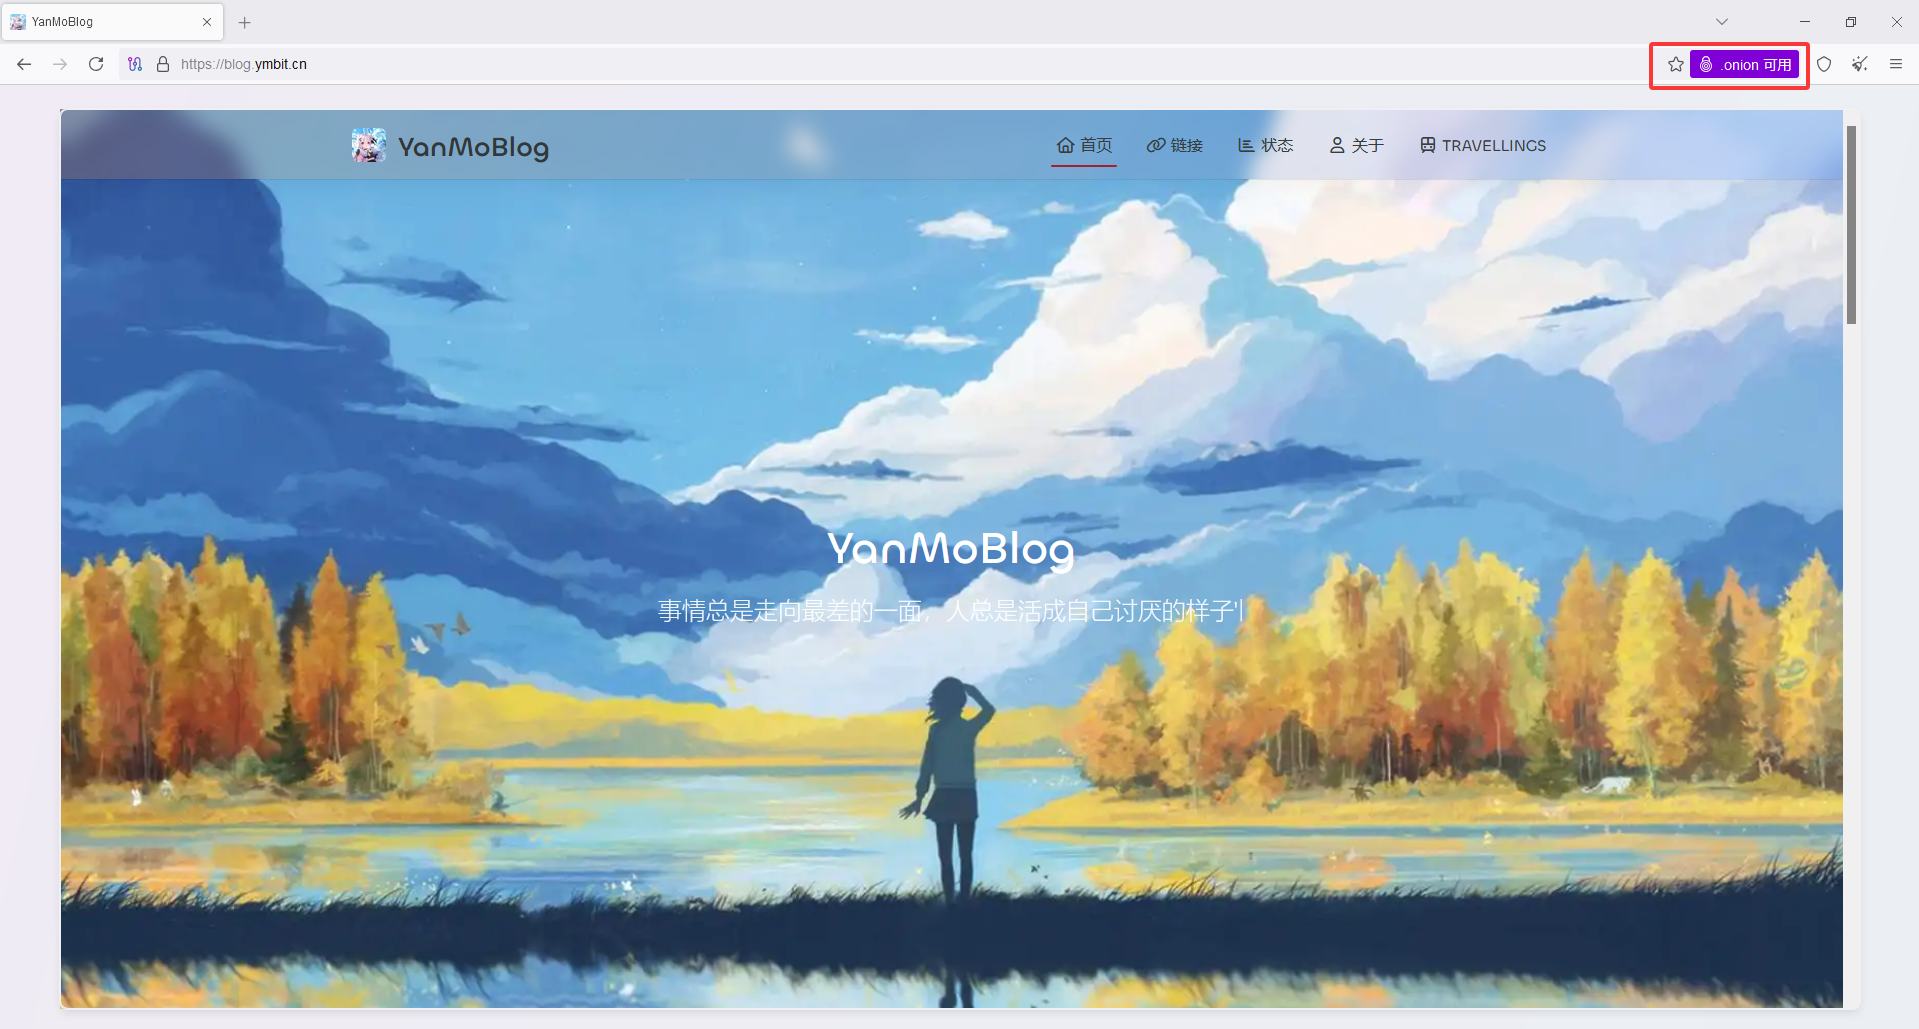 YanMoBlog
https://blog.ymbit.cn
.onion 可用
YanMoBlog
首页
链接
状态
关于
TRAVELLINGS
YanMoBlog
事情总是走向最差的一面，人总是活成自己讨厌的样子'|